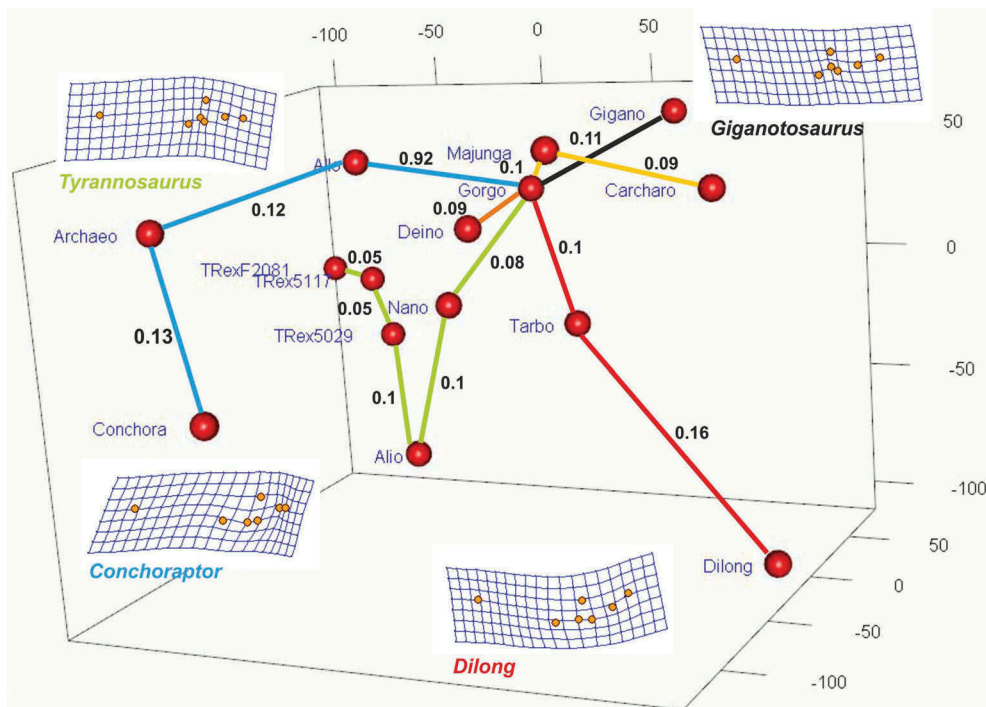 -100
-50
0
50
Giganotosaurus
Tyrannosaurus
Gigano
0.11
Majunga
0.92
0.1
0.09
Allo
Gorgo
Carcharo
50
0.12
0.09
Archaeo
Deino
0
TRexF2081
0.05
TRex5117
0.08
0.1
0.05
Nano
Tarbo
TRex5029
0.13
0.1
0.1
-50
Conchora
0.16
Alio
-100
Conchoraptor
Dilong
50
0
-50
Dilong
-100